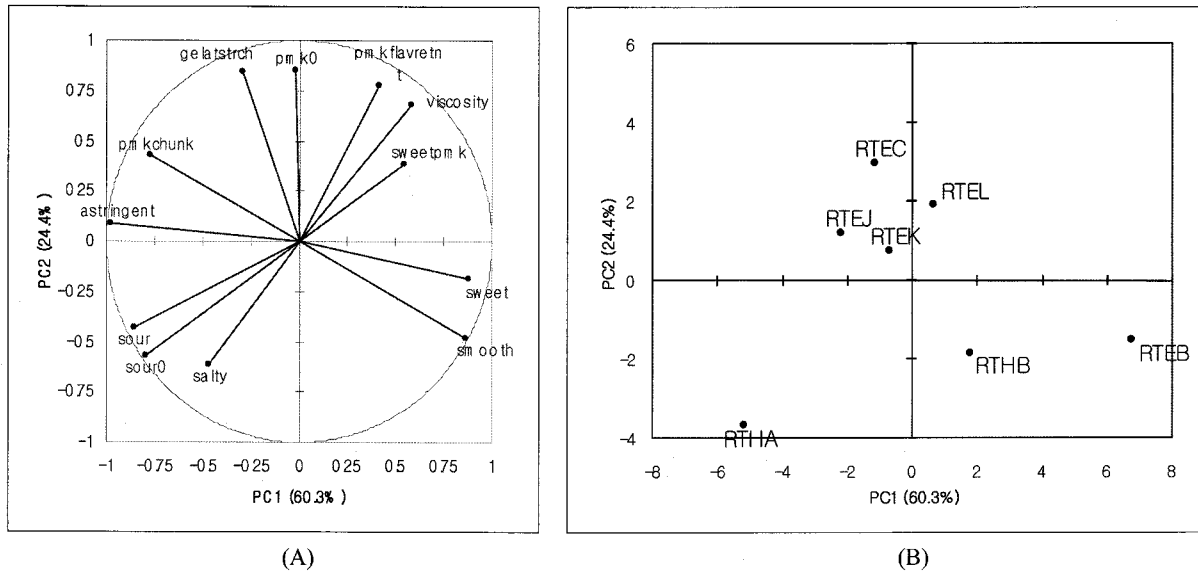 1
gelatstrch
pmk0
pmkflavretn
t
0.75
viscosity
0.5
pmkchunk
sweetpmk
0.25
astringent
0
PC2 (24.4%)
-0.25
sweet
-0.5
sour
smooth
sour0
salty
-0.75
-1
-1 -0.75 -0.5 -0.25 0 0.25 0.5 0.75 1
PC1 (60.3%)
(A)
6
4
RTEC
2
RTEL
RTEJ
RTEK
PC2 (24.4%)
0
-2
RTHB
RTEB
RTHA
-4
-8 -6 -4 -2 0 2 4 6 8
PC1 (60.3%)
(B)